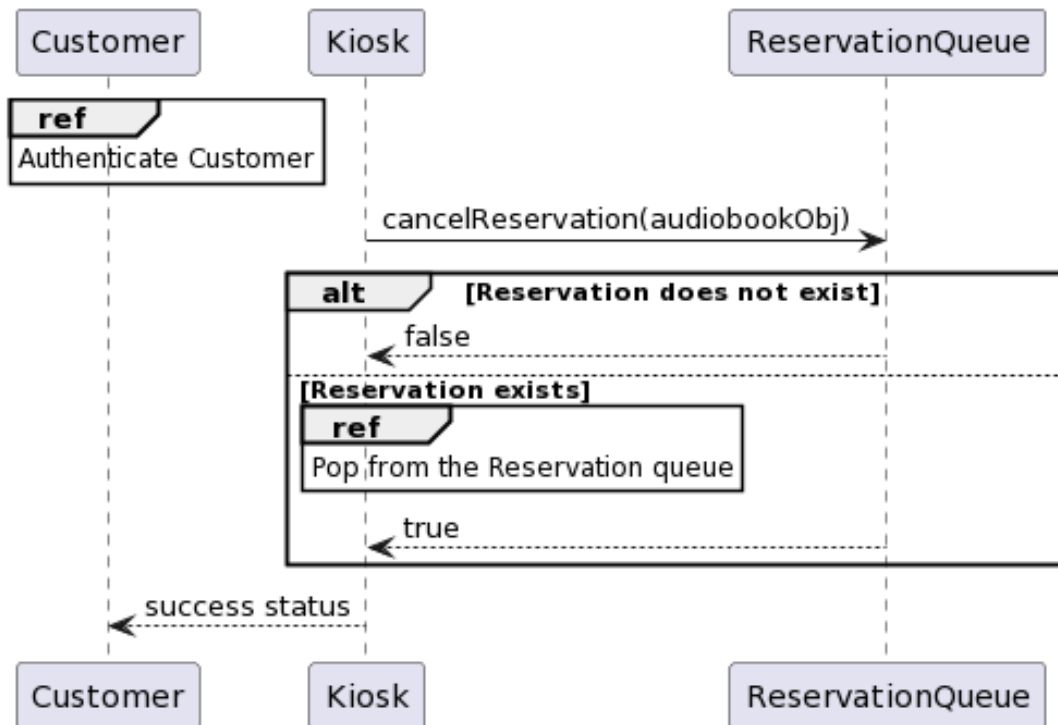 Customer
Kiosk
ReservationQueue
ref
Authenticate Customer
cancelReservation(audiobookObj)
alt
[Reservation does not exist]
false
[Reservation exists]
ref
Pop from the Reservation queue
true
success status
Customer
Kiosk
ReservationQueue